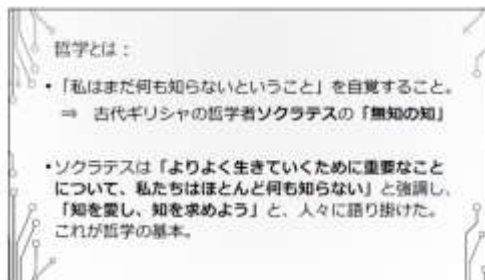 哲学とは：
•「私はまだ何も知らないということ」を自覚すること。
⇒ 古代ギリシャの哲学者ソクラテスの「無知の知」
•ソクラテスは「よりよく生きていくために重要なこと
について、私たちはほとんど何も知らない」と強調し、
「知を愛し、知を求めよう」と、人々に語り掛けた。
これが哲学の基本。